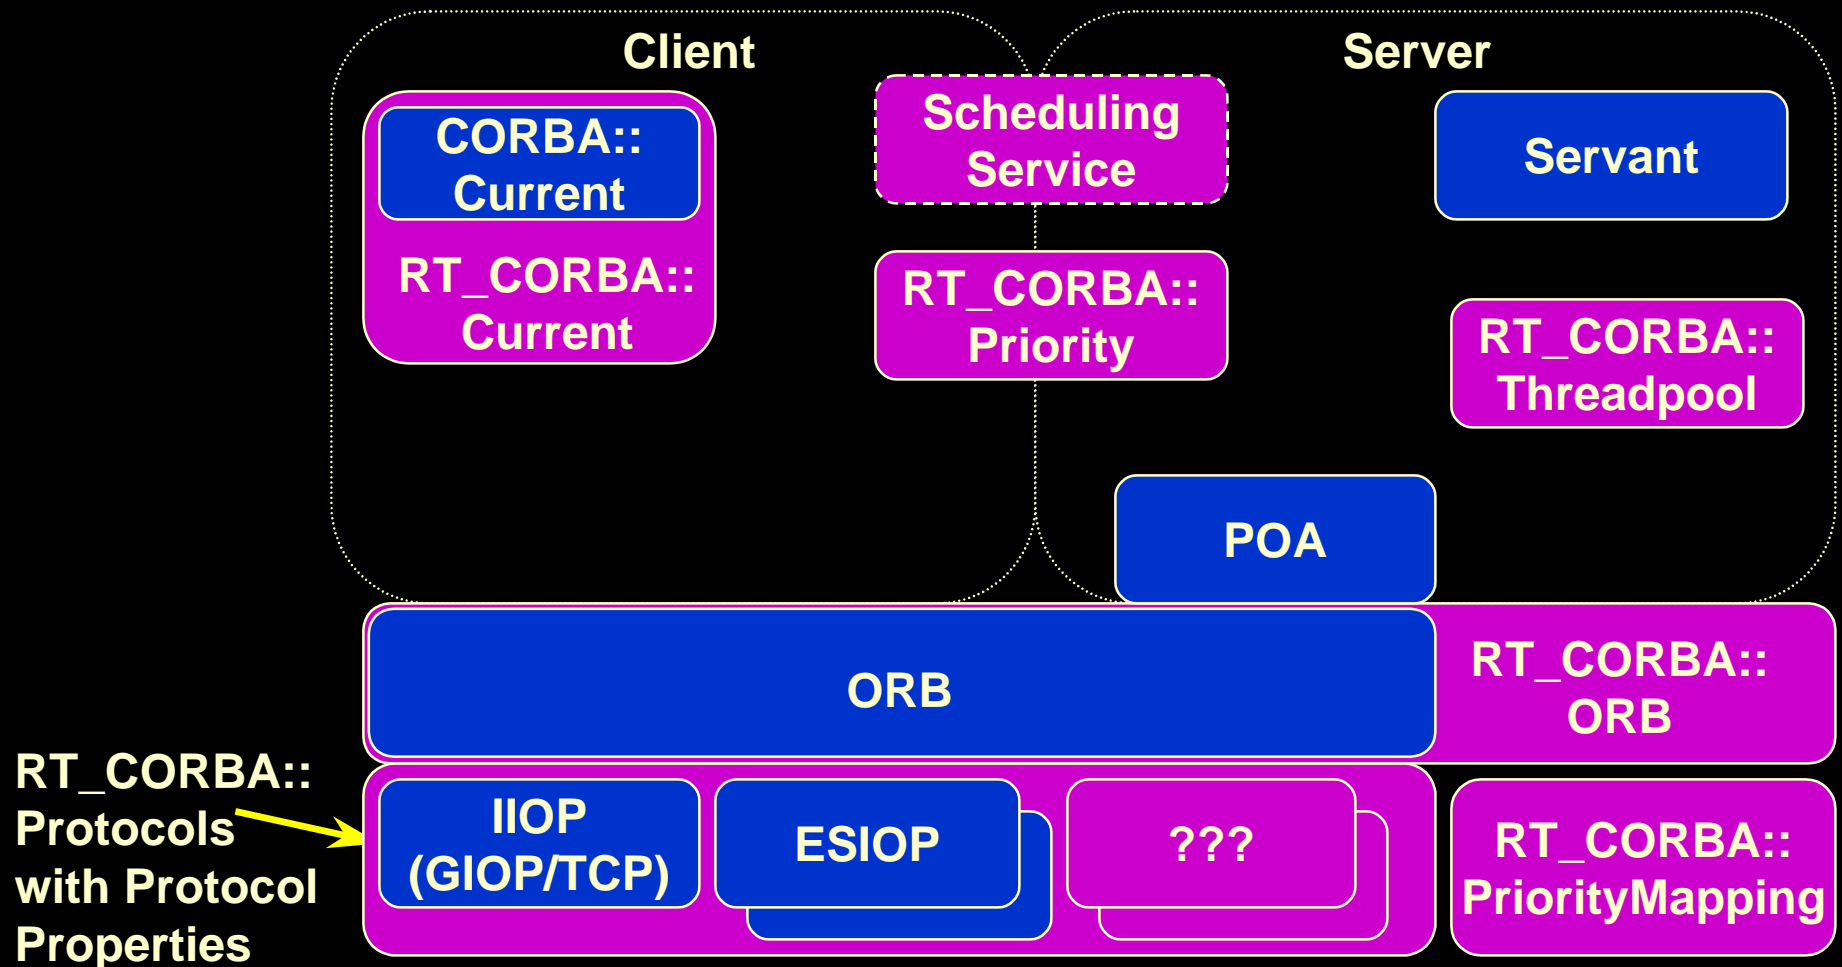 Client
Server
CORBA::
Current
RT_CORBA::
Current
Scheduling
Service
RT_CORBA::
Priority
Servant
RT_CORBA::
Threadpool
POA
ORB
RT_CORBA::
ORB
RT_CORBA::
Protocols
with Protocol
Properties
IIOP
(GIOP/TCP)
ESIOP
???
RT_CORBA::
PriorityMapping